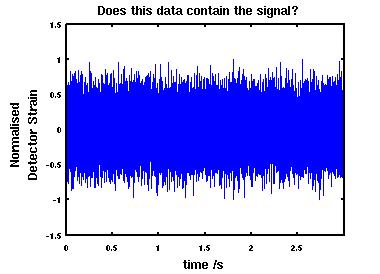 Does this data contain the signal?
1.5
1
0.5
0
-0.5
-1
-1.5
Normalised
Detector Strain
0 0.5 1 1.5 2 2.5
time /s